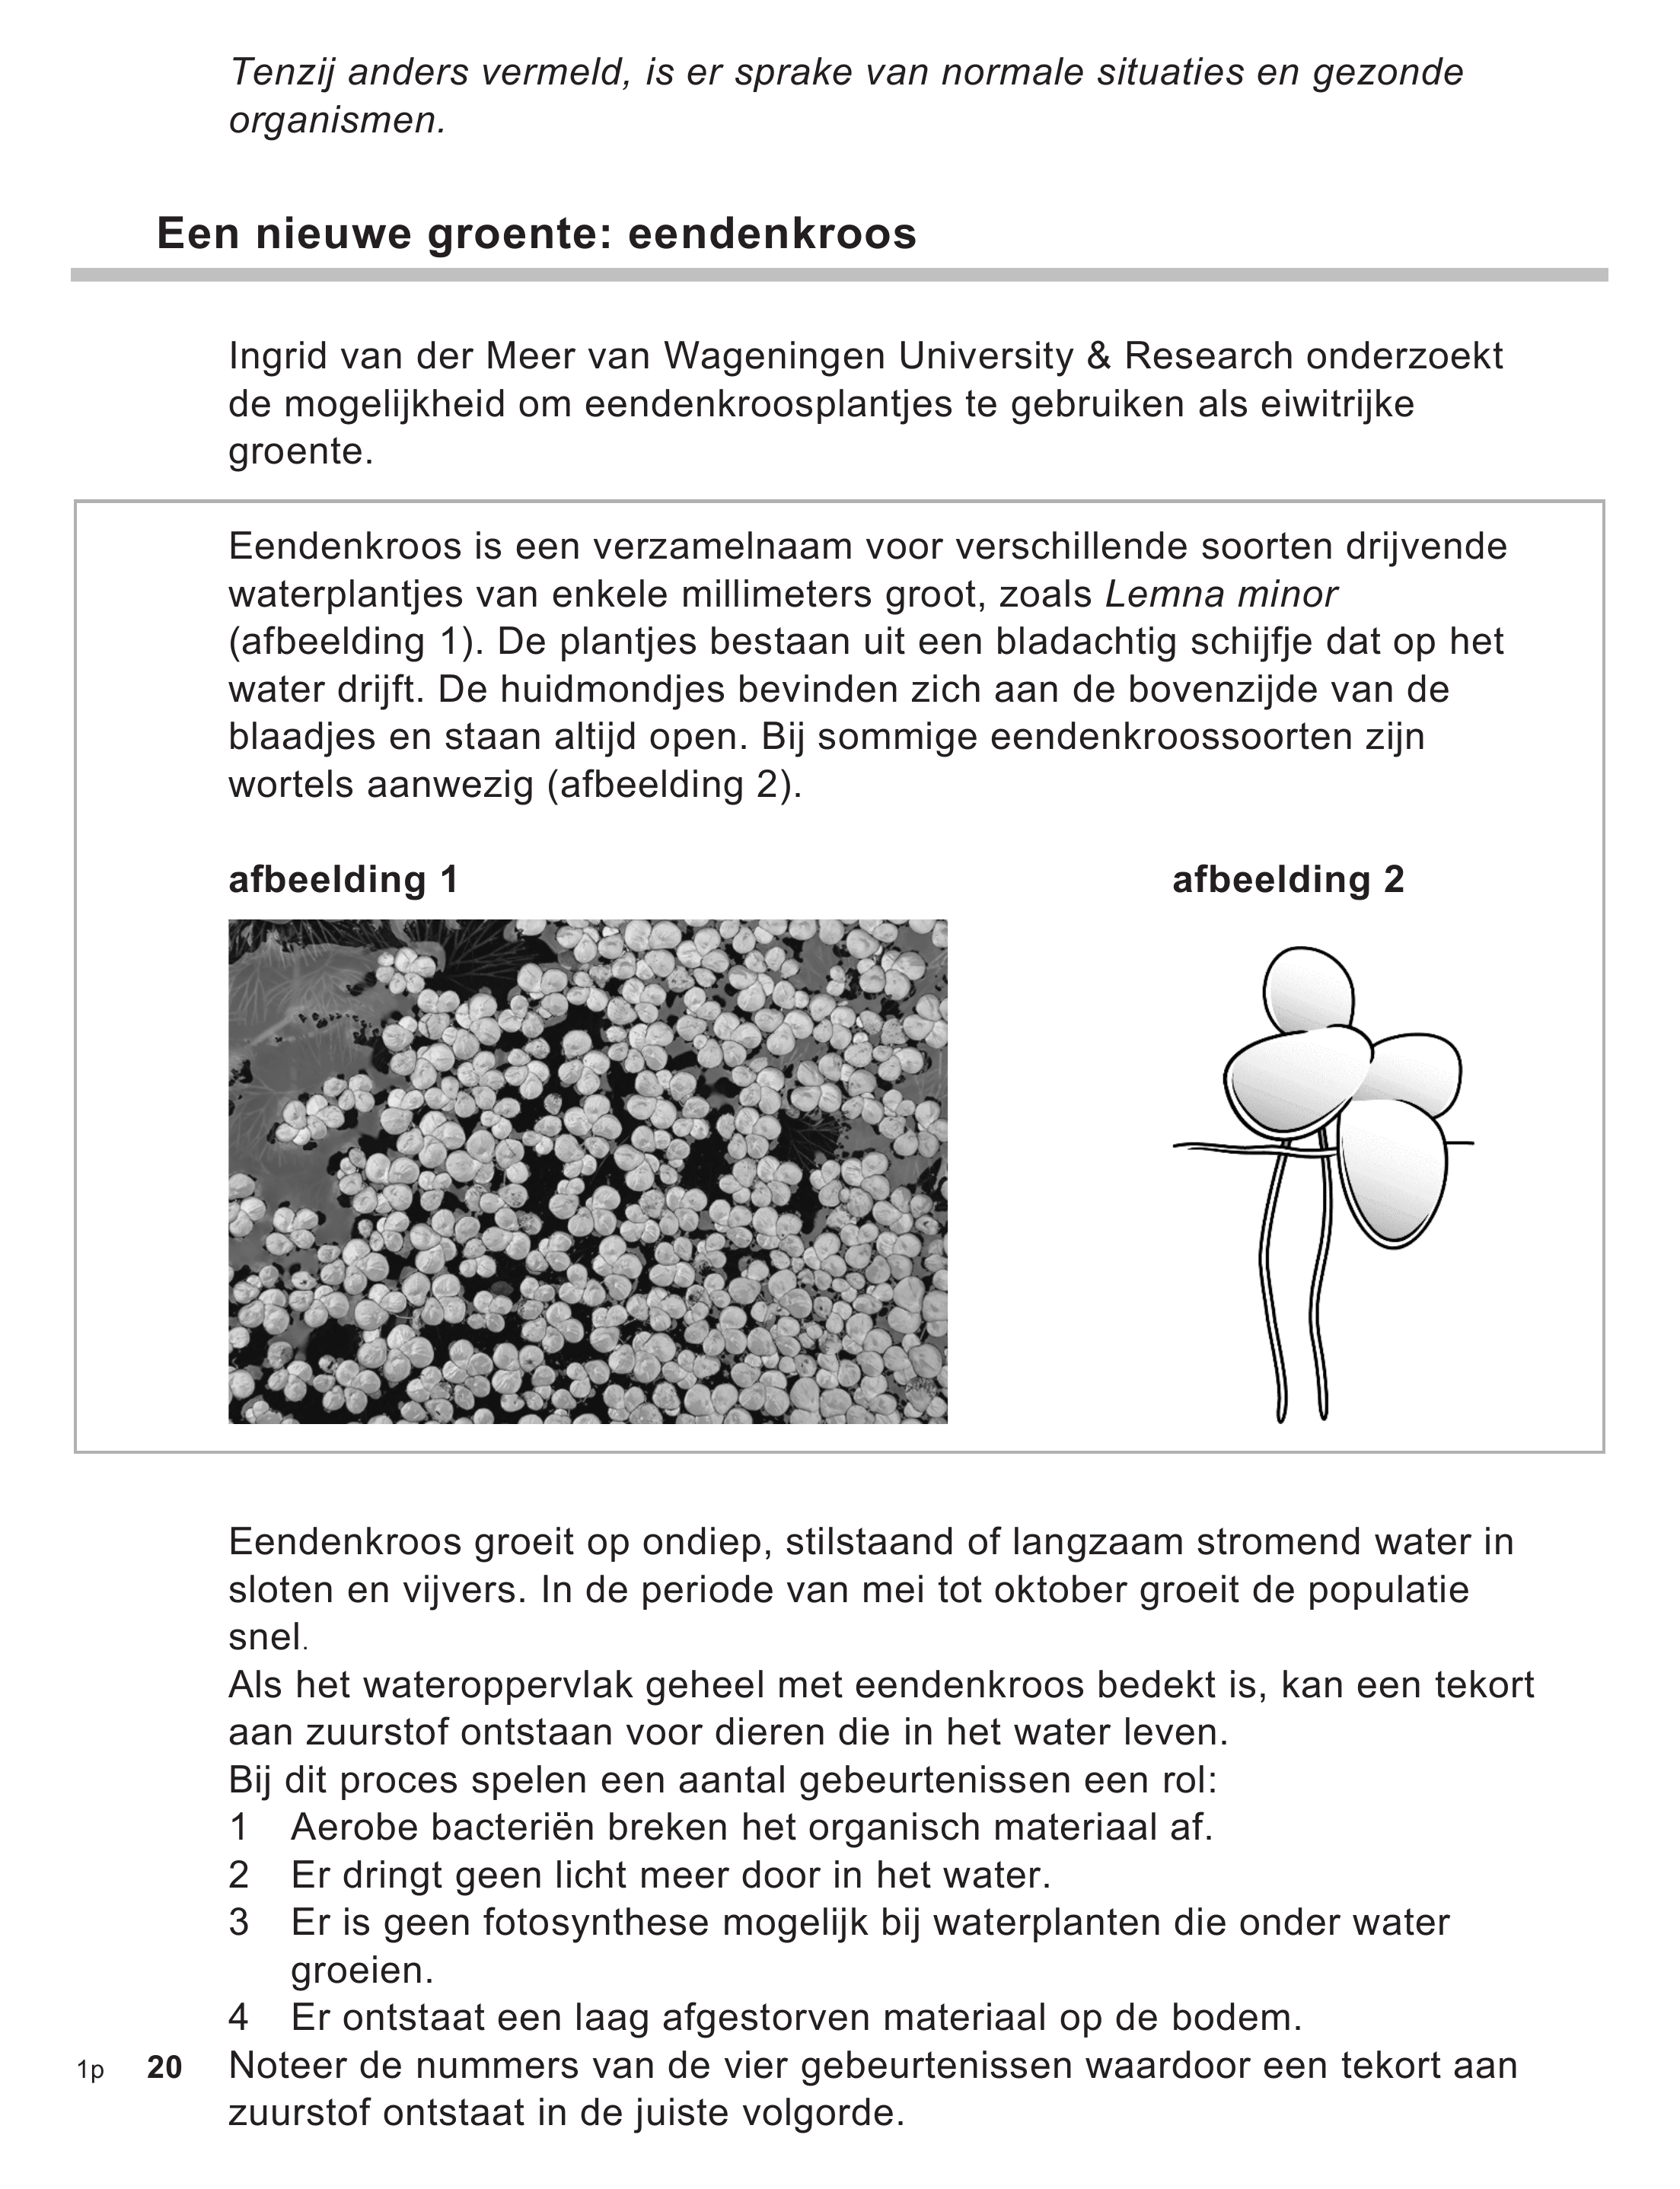 Tenzij anders vermeld, is er sprake van normale situaties en gezonde
organismen.
Een nieuwe groente: eendenkroos
Ingrid van der Meer van Wageningen University & Research onderzoekt
de mogelijkheid om eendenkroosplantjes te gebruiken als eiwitrijke
groente.
Eendenkroos is een verzamelnaam voor verschillende soorten drijvende
waterplantjes van enkele millimeters groot, zoals Lemna minor
(afbeelding 1). De plantjes bestaan uit een bladachtig schijfje dat op het
water drijft. De huidmondjes bevinden zich aan de bovenzijde van de
blaadjes en staan altijd open. Bij sommige eendenkroossoorten zijn
wortels aanwezig (afbeelding 2).
afbeelding 1
afbeelding 2
Eendenkroos groeit op ondiep, stilstaand of langzaam stromend water in
sloten en vijvers. In de periode van mei tot oktober groeit de populatie
snel.
Als het wateroppervlak geheel met eendenkroos bedekt is, kan een tekort
aan zuurstof ontstaan voor dieren die in het water leven.
Bij dit proces spelen een aantal gebeurtenissen een rol:
1 Aerobe bacteriën breken het organisch materiaal af.
2 Er dringt geen licht meer door in het water.
3 Er is geen fotosynthese mogelijk bij waterplanten die onder water
groeien.
4 Er ontstaat een laag afgestorven materiaal op de bodem.
1p 20 Noteer de nummers van de vier gebeurtenissen waardoor een tekort aan
zuurstof ontstaat in de juiste volgorde.